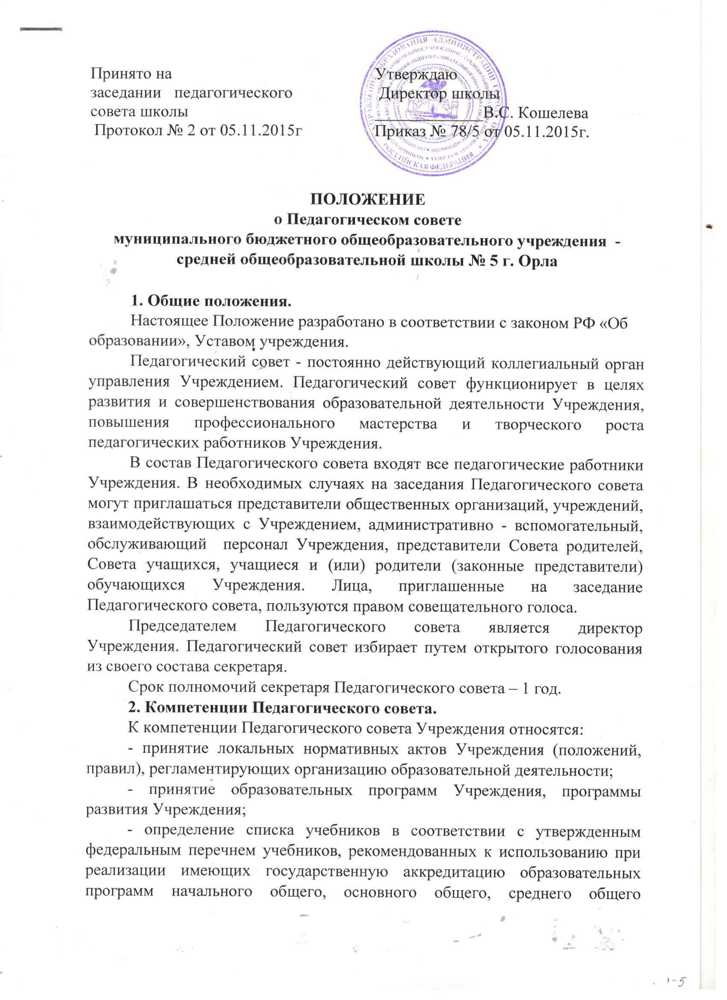 Принято на
заседании педагогического
совета школы
Протокол № 2 от 05.11.2015г
Утверждаю
Директор школы
В.С. Кошелева
Приказ № 78/5 от 05.11.2015г.
УПРАВЛЕНИЕ ОБРАЗОВАНИЯ АДМИНИСТРАЦИИ ГОРОДА ОРЛА
РОССИЙСКАЯ ФЕДЕРАЦИЯ
ПОЛОЖЕНИЕ
о Педагогическом совете
муниципального бюджетного общеобразовательного учреждения -
средней общеобразовательной школы № 5 г. Орла
1. Общие положения.
Настоящее Положение разработано в соответствии с законом РФ «Об
образовании», Уставом учреждения.
Педагогический совет - постоянно действующий коллегиальный орган
управления Учреждением. Педагогический совет функционирует в целях
развития и совершенствования образовательной деятельности Учреждения,
повышения профессионального мастерства и творческого роста
педагогических работников Учреждения.
В состав Педагогического совета входят все педагогические работники
Учреждения. В необходимых случаях на заседания Педагогического совета
могут приглашаться представители общественных организаций, учреждений,
взаимодействующих с Учреждением, административно - вспомогательный,
обслуживающий персонал Учреждения, представители Совета родителей,
Совета учащихся, учащиеся и (или) родители (законные представители)
обучающихся Учреждения. Лица, приглашенные на заседание
Педагогического совета, пользуются правом совещательного голоса.
Председателем Педагогического совета является директор
Учреждения. Педагогический совет избирает путем открытого голосования
из своего состава секретаря.
Срок полномочий секретаря Педагогического совета – 1 год.
2. Компетенции Педагогического совета.
К компетенции Педагогического совета Учреждения относятся:
- принятие локальных нормативных актов Учреждения (положений,
правил), регламентирующих организацию образовательной деятельности;
- принятие образовательных программ Учреждения, программы
развития Учреждения;
- определение списка учебников в соответствии с утвержденным
федеральным перечнем учебников, рекомендованных к использованию при
реализации имеющих государственную аккредитацию образовательных
программ начального общего, основного общего, среднего общего
1-5